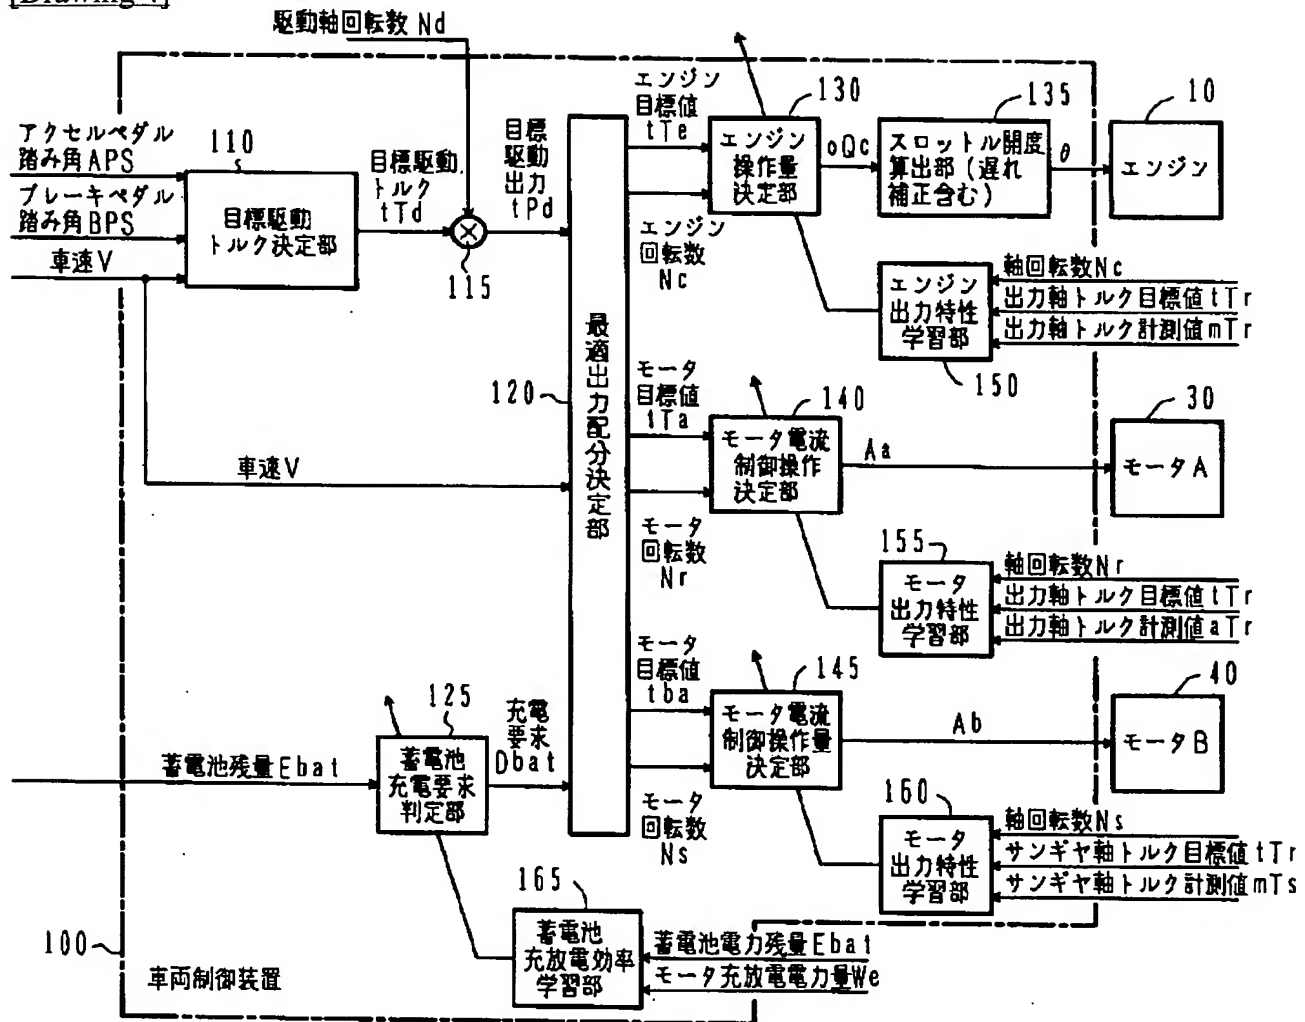 駆動軸回転数 Nd
アクセルペダル
踏み角APS
ブレーキペダル
踏み角BPS
車速V
110
目標駆動
トルク決定部
目標駆動
トルク
tTd
115
目標
駆動
出力
tPd
車速V
120
最適出力配分決定部
蓄電池残量Ebat
125
蓄電池
充電要求
判定部
充電
要求
Dbat
165
蓄電池
充放電効率
学習部
蓄電池電力残量Ebat
モータ充放電電力量We
100
車両制御装置
エンジン
目標値
tTe
エンジン
回転数
Nc
130
エンジン
操作量
決定部
oQc
135
スロットル開度
算出部(遅れ
補正含む)
θ
10
エンジン
エンジン
出力特性
学習部
150
軸回転数Nc
出力軸トルク目標値tTr
出力軸トルク計測値mTr
モータ
目標値
tTa
モータ
回転数
Nr
140
モータ電流
制御操作
決定部
Aa
30
モータA
155
モータ
出力特性
学習部
軸回転数Nr
出力軸トルク目標値tTr
出力軸トルク計測値aTr
モータ
目標値
tba
モータ
回転数
Ns
145
モータ電流
制御操作量
決定部
Ab
40
モータB
160
モータ
出力特性
学習部
軸回転数Ns
サンギヤ軸トルク目標値tTr
サンギヤ軸トルク計測値mTs